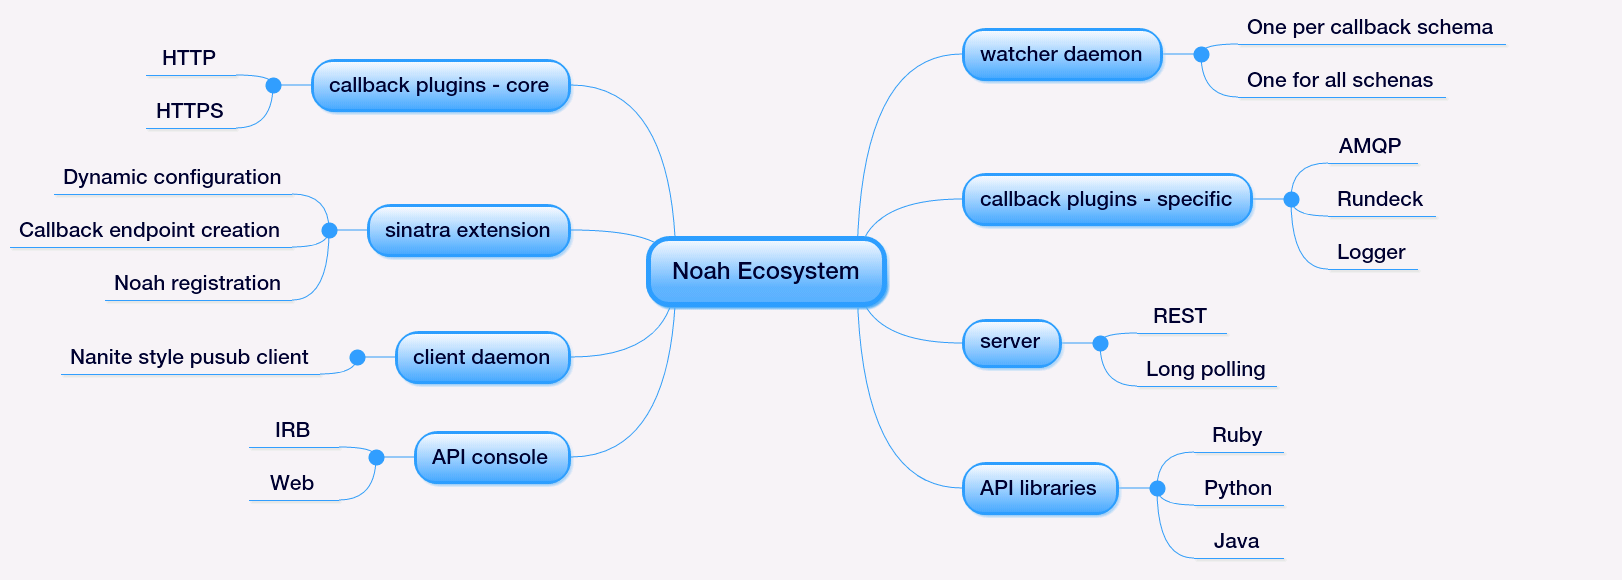 Noah Ecosystem
callback plugins - core
HTTP
HTTPS
sinatra extension
Dynamic configuration
Callback endpoint creation
Noah registration
client daemon
Nanite style pusub client
API console
IRB
Web
watcher daemon
One per callback schema
One for all schenas
callback plugins - specific
AMQP
Rundeck
Logger
server
REST
Long polling
API libraries
Ruby
Python
Java